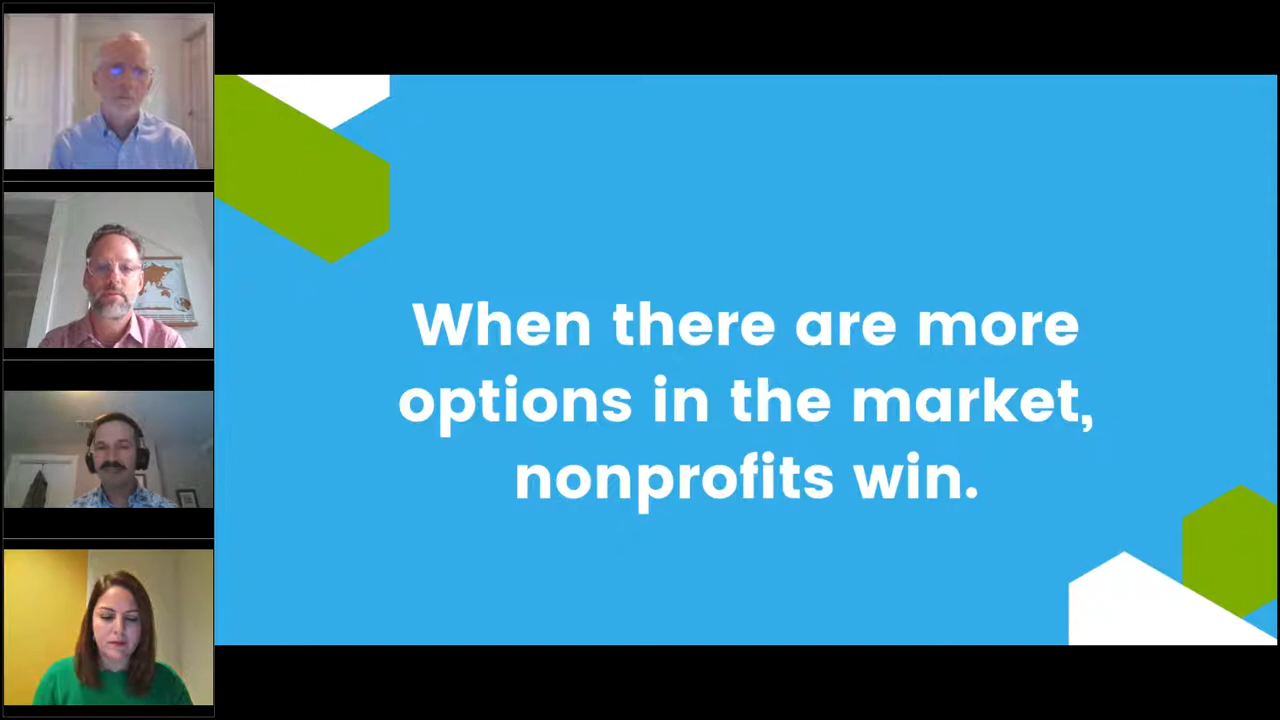 When there are more
options in the market,
nonprofits win.